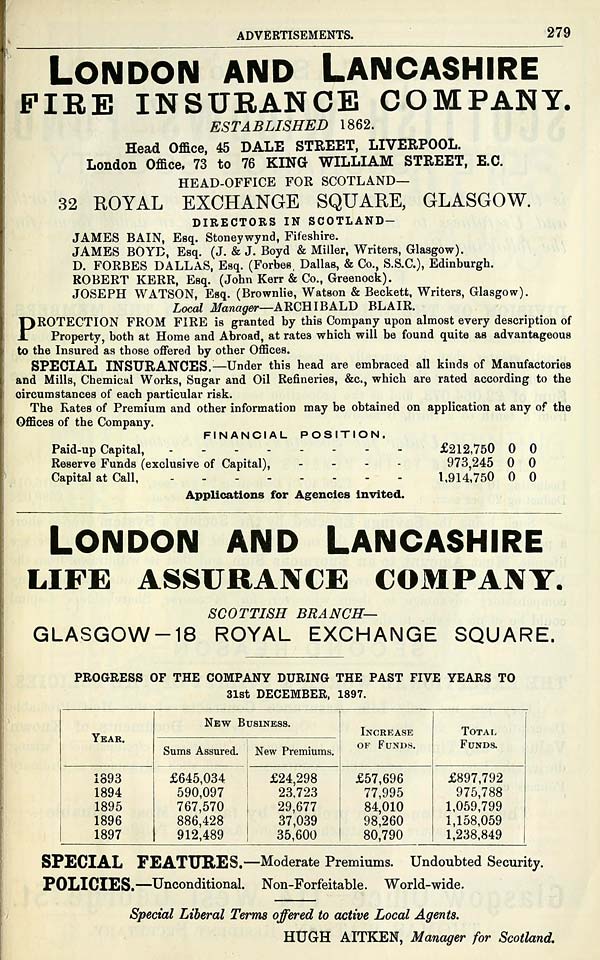 ADVERTISEMENTS. 279
LONDON AND LANCASHIRE
FIRE INSURANCE COMPANY.
ESTABLISHED 1862.
Head Office, 45 DALE STREET, LIVERPOOL.
London Office, 73 to 76 KING WILLIAM STREET, E.C.
HEAD-OFFICE FOR SCOTLAND—
32 ROYAL EXCHANGE SQUARE, GLASGOW.
DIRECTORS IN SCOTLAND—
JAMES BAIN, Esq. Stoneywynd, Fifeshire.
JAMES BOYD, Esq. (J. & J. Boyd & Miller, Writers, Glasgow).
D. FORBES DALLAS, Esq. (Forbes, Dallas, & Co., S.S.C.), Edinburgh.
ROBERT KERR, Esq. (John Kerr & Co., Greenock).
JOSEPH WATSON, Esq. (Brownlie, Watson & Beckett, Writers, Glasgow).
Local Manager—ARCHIBALD BLAIR.
PROTECTION FROM FIRE is granted by this Company upon almost every description of
Property, both at Home and Abroad, at rates which will be found quite as advantageous
to the Insured as those offered by other Offices.
SPECIAL INSURANCES.—Under this head are embraced all kinds of Manufactories
and Mills, Chemical Works, Sugar and Oil Refineries, &c., which are rated according to the
circumstances of each particular risk.
The Rates of Premium and other information may be obtained on application at any of the
Offices of the Company.
FINANCIAL POSITION.
Paid-up Capital, - - - - - - - - £212,750 0 0
Reserve Funds (exclusive of Capital), - - - - 973,245 0 0
Capital at Call, - - - - - - - - 1,914,750 0 0
Applications for Agencies invited.
LONDON AND LANCASHIRE
LIFE ASSURANCE COMPANY.
SCOTTISH BRANCH—
GLASGOW—18 ROYAL EXCHANGE SQUARE.
PROGRESS OF THE COMPANY DURING THE PAST FIVE YEARS TO
31st DECEMBER, 1897.
YEAR. NEW BUSINESS. INCREASE OF FUNDS. TOTAL FUNDS.
Sums Assured. New Premiums.
1893 £645,034 £24,298 £57,696 £897,792
1894 590,097 23,723 77,995 975,788
1895 767,570 29,677 84,010 1,059,799
1896 886,428 37,039 98,260 1,158,059
1897 912,489 35,600 80,790 1,238,849
SPECIAL FEATURES.—Moderate Premiums. Undoubted Security.
POLICIES.—Unconditional. Non-Forfeitable. World-wide.
Special Liberal Terms offered to active Local Agents.
HUGH AITKEN, Manager for Scotland.